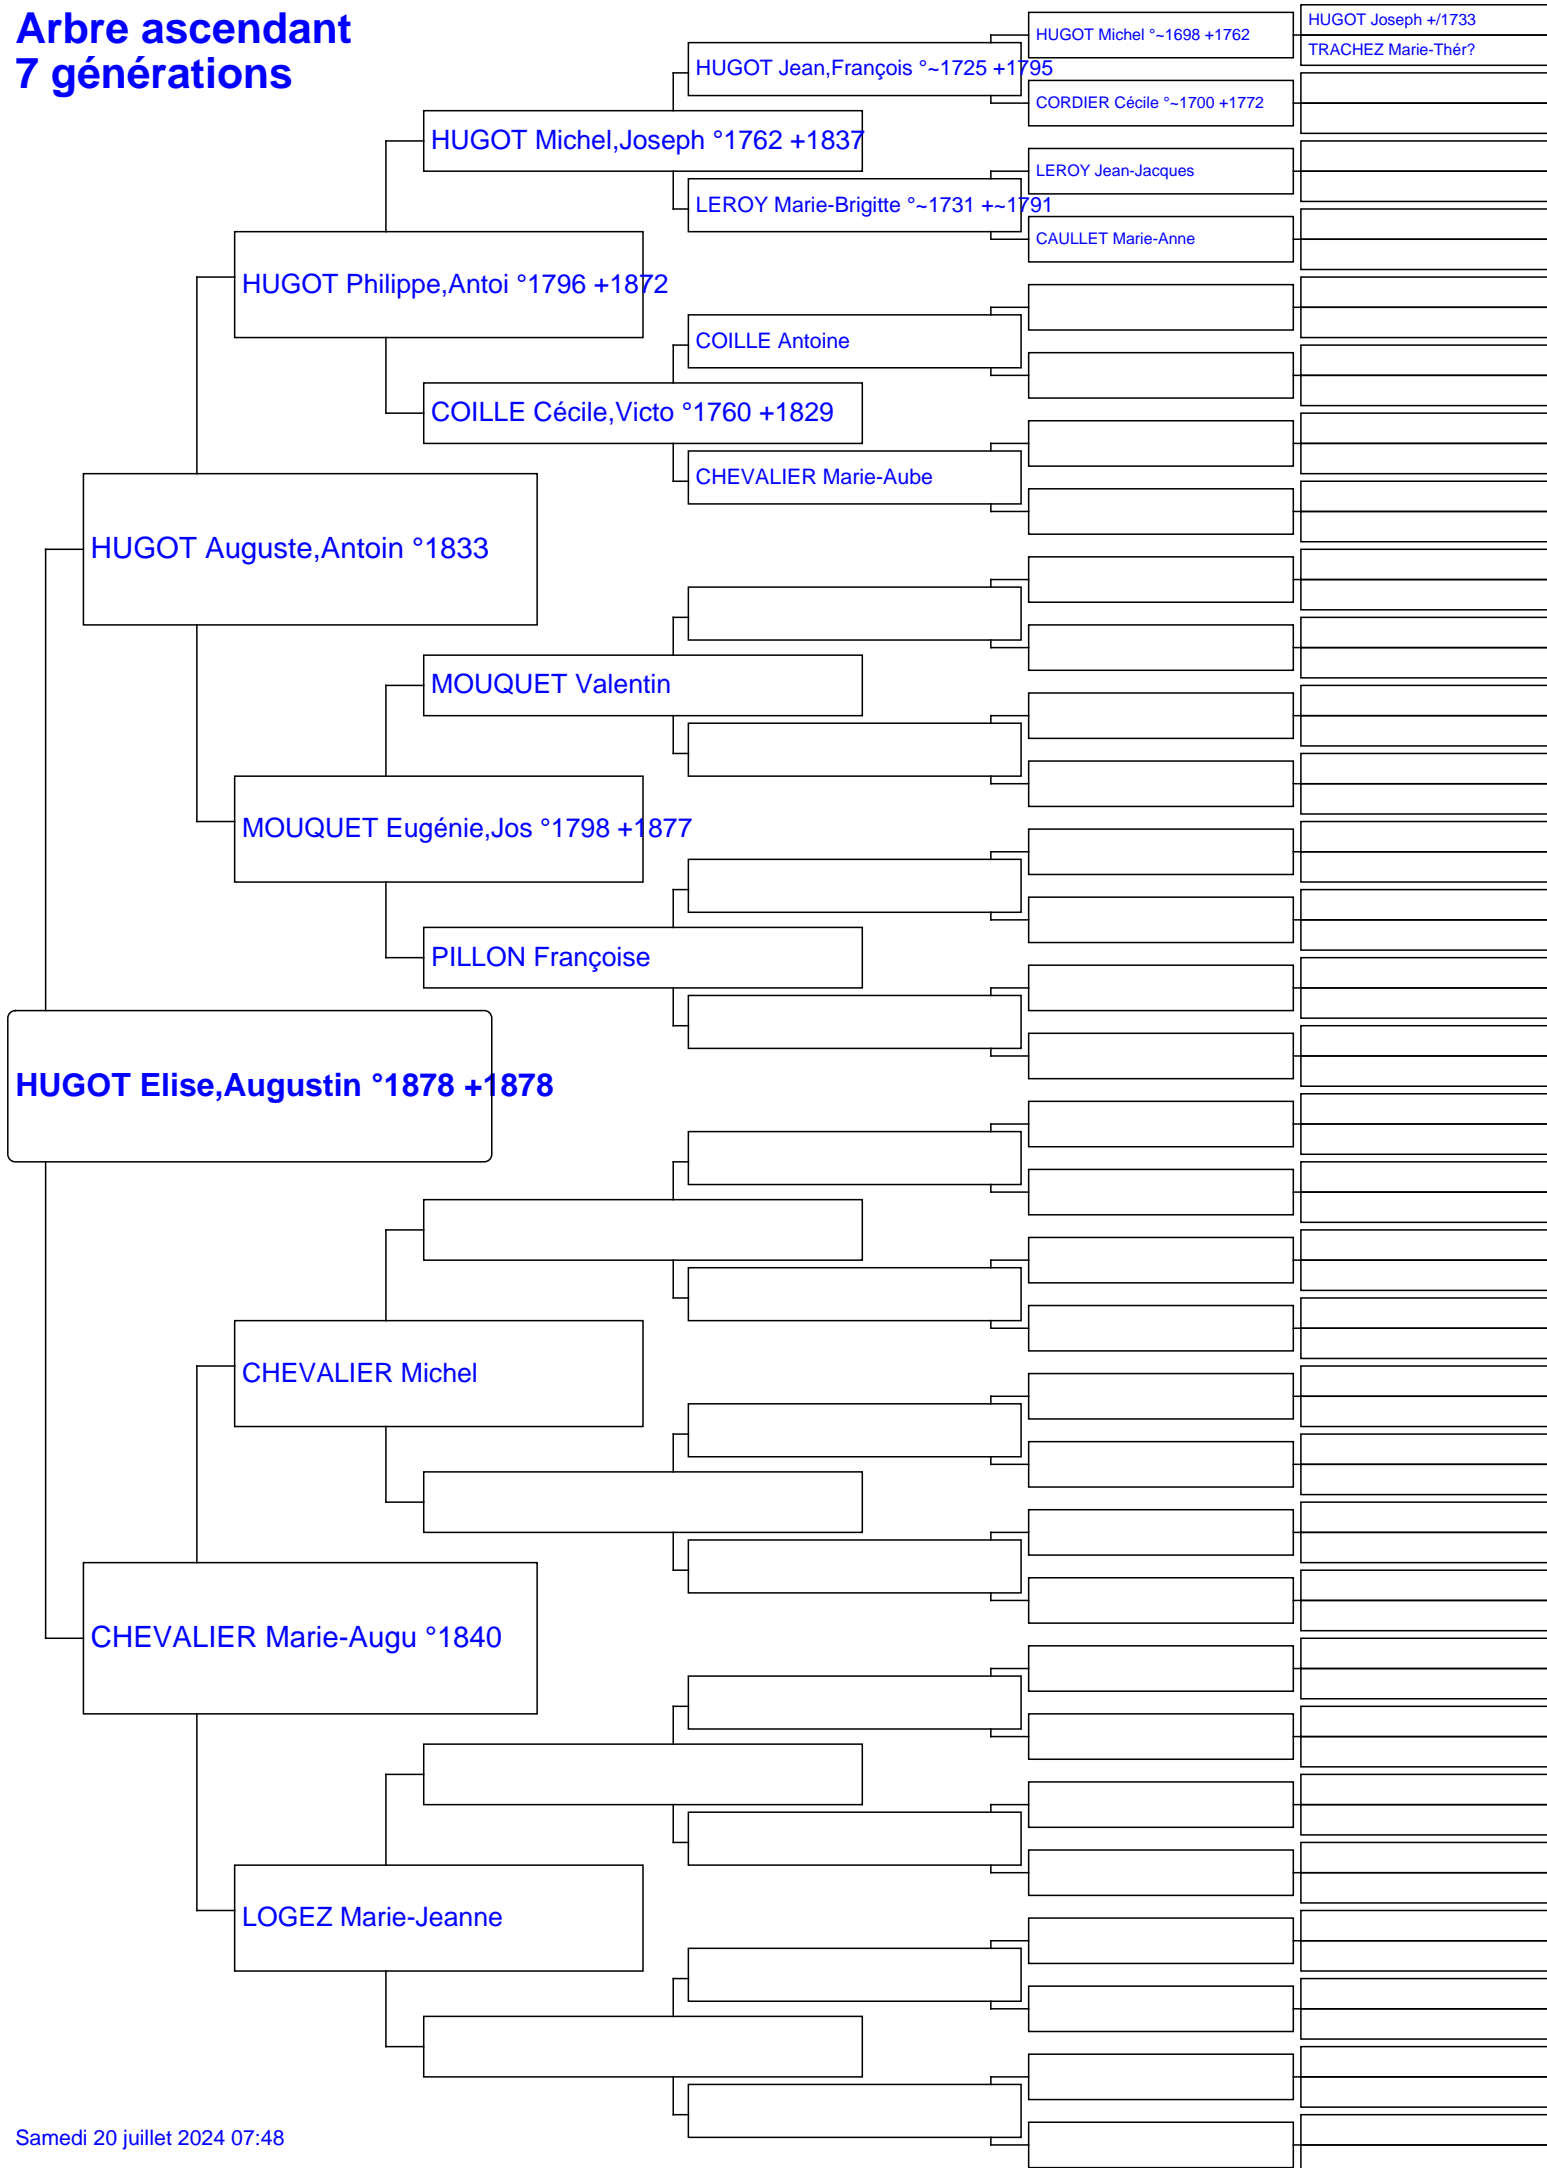 Arbre ascendant
7 générations
HUGOT Joseph +/1733
HUGOT Michel °~1698 +1762
TRACHEZ Marie-Thér?
HUGOT Jean,François °~1725 +1795
CORDIER Cécile °~1700 +1772
HUGOT Michel,Joseph °1762 +1837
LEROY Jean-Jacques
LEROY Marie-Brigitte °~1731 +~1791
CAULLET Marie-Anne
HUGOT Philippe,Antoi °1796 +1872
COILLE Antoine
COILLE Cécile,Victo °1760 +1829
CHEVALIER Marie-Aube
HUGOT Auguste,Antoin °1833
MOUQUET Valentin
MOUQUET Eugénie,Jos °1798 +1877
PILLON Françoise
HUGOT Elise,Augustin °1878 +1878
CHEVALIER Michel
CHEVALIER Marie-Augu °1840
LOGEZ Marie-Jeanne
Samedi 20 juillet 2024 07:48